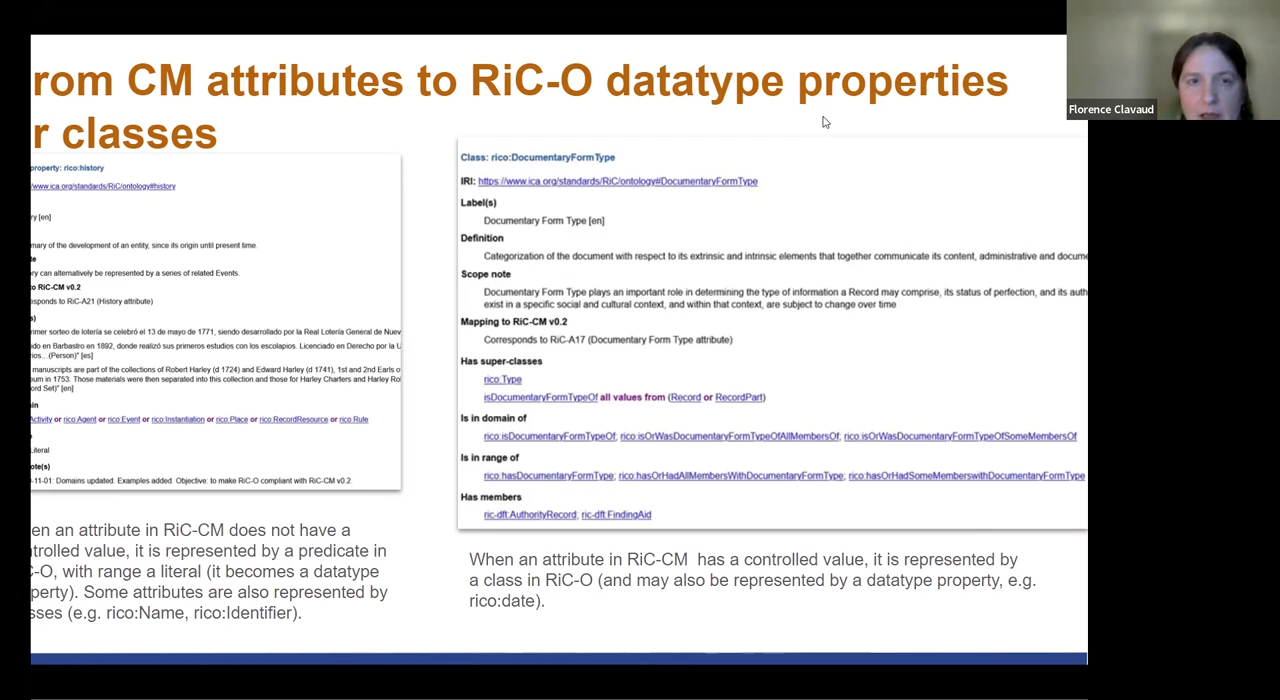 rom CM attributes to RiC-O datatype properties
r classes
Florence Clavaud
property: rico:history
/www.ica.org/standards/RiC/ontology#history
ry [en]
mary of the development of an entity, since its origin until present time.
te
ory can alternatively be represented by a series of related Events.
to RiC-CM v0.2
esponds to RiC-A21 (History attribute)
s)
rimer sorteo de lotería se celebró el 13 de mayo de 1771, siendo desarrollado por la Real Lotería General de Nuev
ido en Barbastro en 1892, donde realizó sus primeros estudios con los escolapios. Licenciado en Derecho por la U
rios...(Person)" [es]
manuscripts are part of the collections of Robert Harley (d 1724) and Edward Harley (d 1741), 1st and 2nd Earls o
eum in 1753. Those materials were then separated into this collection and those for Harley Charters and Harley Rol
ord Set)" [en]
in
Activity or rico:Agent or rico:Event or rico:Instantiation or rico:Place or rico:RecordResource or rico:Rule
e
Literal
ote(s)
-11-01: Domains updated. Examples added. Objective: to make RiC-O compliant with RiC-CM v0.2.
en an attribute in RiC-CM does not have a
ntrolled value, it is represented by a predicate in
C-O, with range a literal (it becomes a datatype
perty). Some attributes are also represented by
sses (e.g. rico:Name, rico:Identifier).
Class: rico:DocumentaryFormType
IRI: https://www.ica.org/standards/RiC/ontology#DocumentaryFormType
Label(s)
Documentary Form Type [en]
Definition
Categorization of the document with respect to its extrinsic and intrinsic elements that together communicate its content, administrative and docume
Scope note
Documentary Form Type plays an important role in determining the type of information a Record may comprise, its status of perfection, and its auth
exist in a specific social and cultural context, and within that context, are subject to change over time
Mapping to RiC-CM v0.2
Corresponds to RiC-A17 (Documentary Form Type attribute)
Has super-classes
rico:Type
isDocumentaryFormTypeOf all values from (Record or RecordPart)
Is in domain of
rico:isDocumentaryFormTypeOf; rico:isOrWasDocumentaryFormTypeOfAllMembersOf; rico:isOrWasDocumentaryFormTypeOfSomeMembersOf
Is in range of
rico:hasDocumentaryFormType; rico:hasOrHadAllMembersWithDocumentaryFormType; rico:hasOrHadSomeMemberswithDocumentaryFormType
Has members
ric-dft:AuthorityRecord; ric-dft:FindingAid
When an attribute in RiC-CM has a controlled value, it is represented by
a class in RiC-O (and may also be represented by a datatype property, e.g.
rico:date).